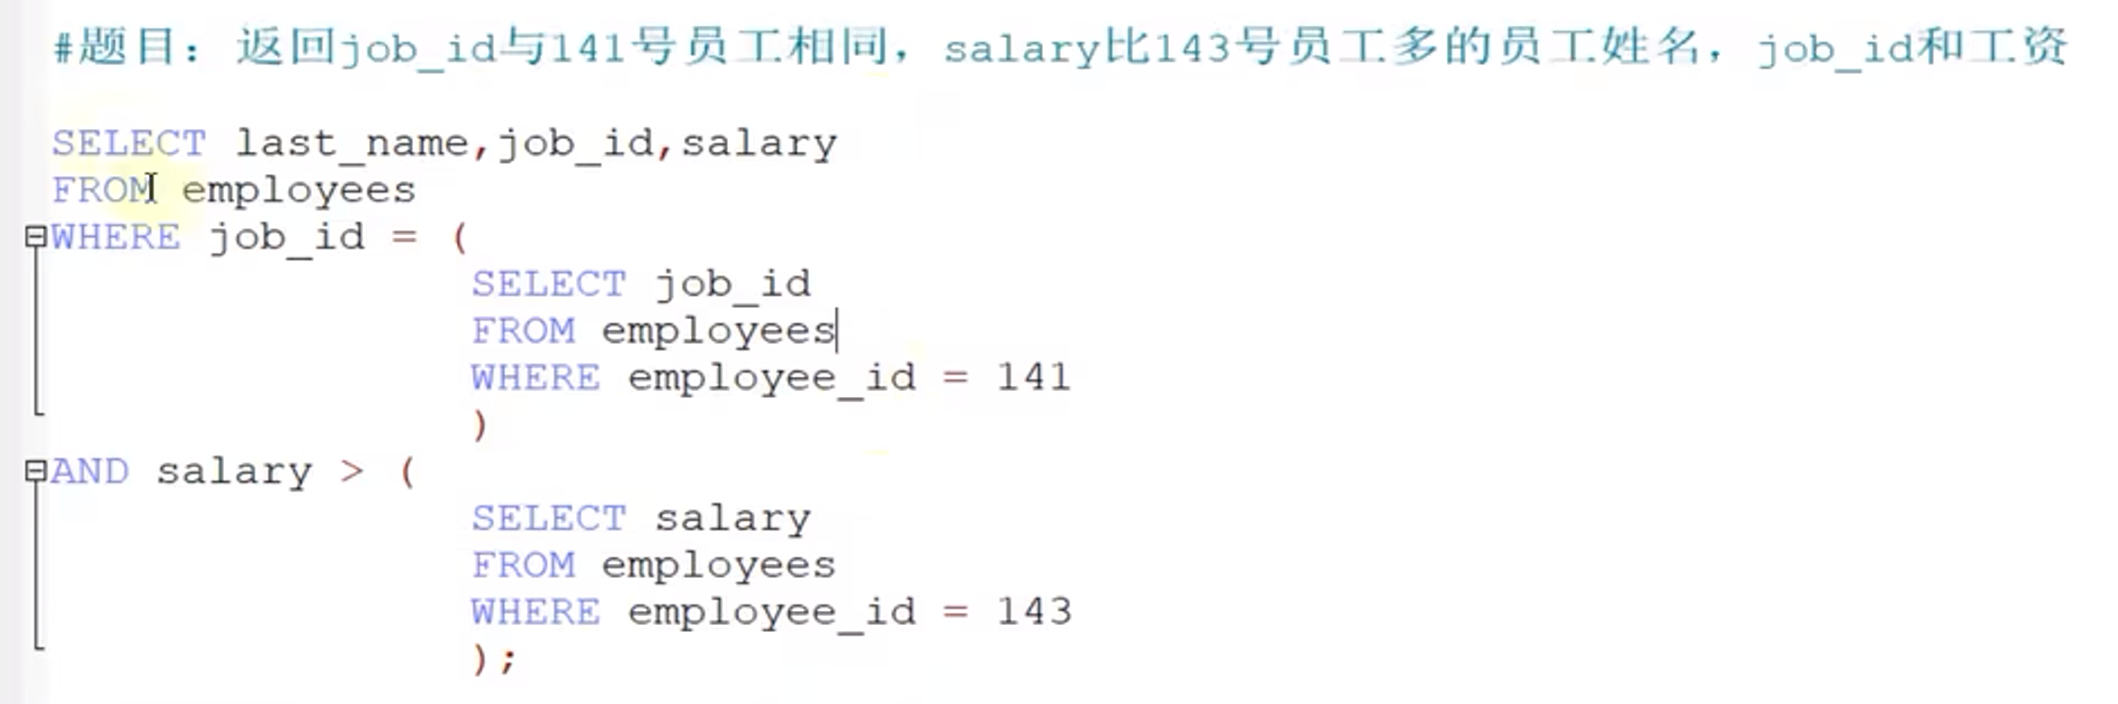 #题目：返回job_id与141号员工相同，salary比143号员工多的员工姓名，job_id和工资
SELECT last_name,job_id,salary
FROM employees
WHERE job_id = (
SELECT job_id
FROM employees
WHERE employee_id = 141
)
AND salary > (
SELECT salary
FROM employees
WHERE employee_id = 143
);